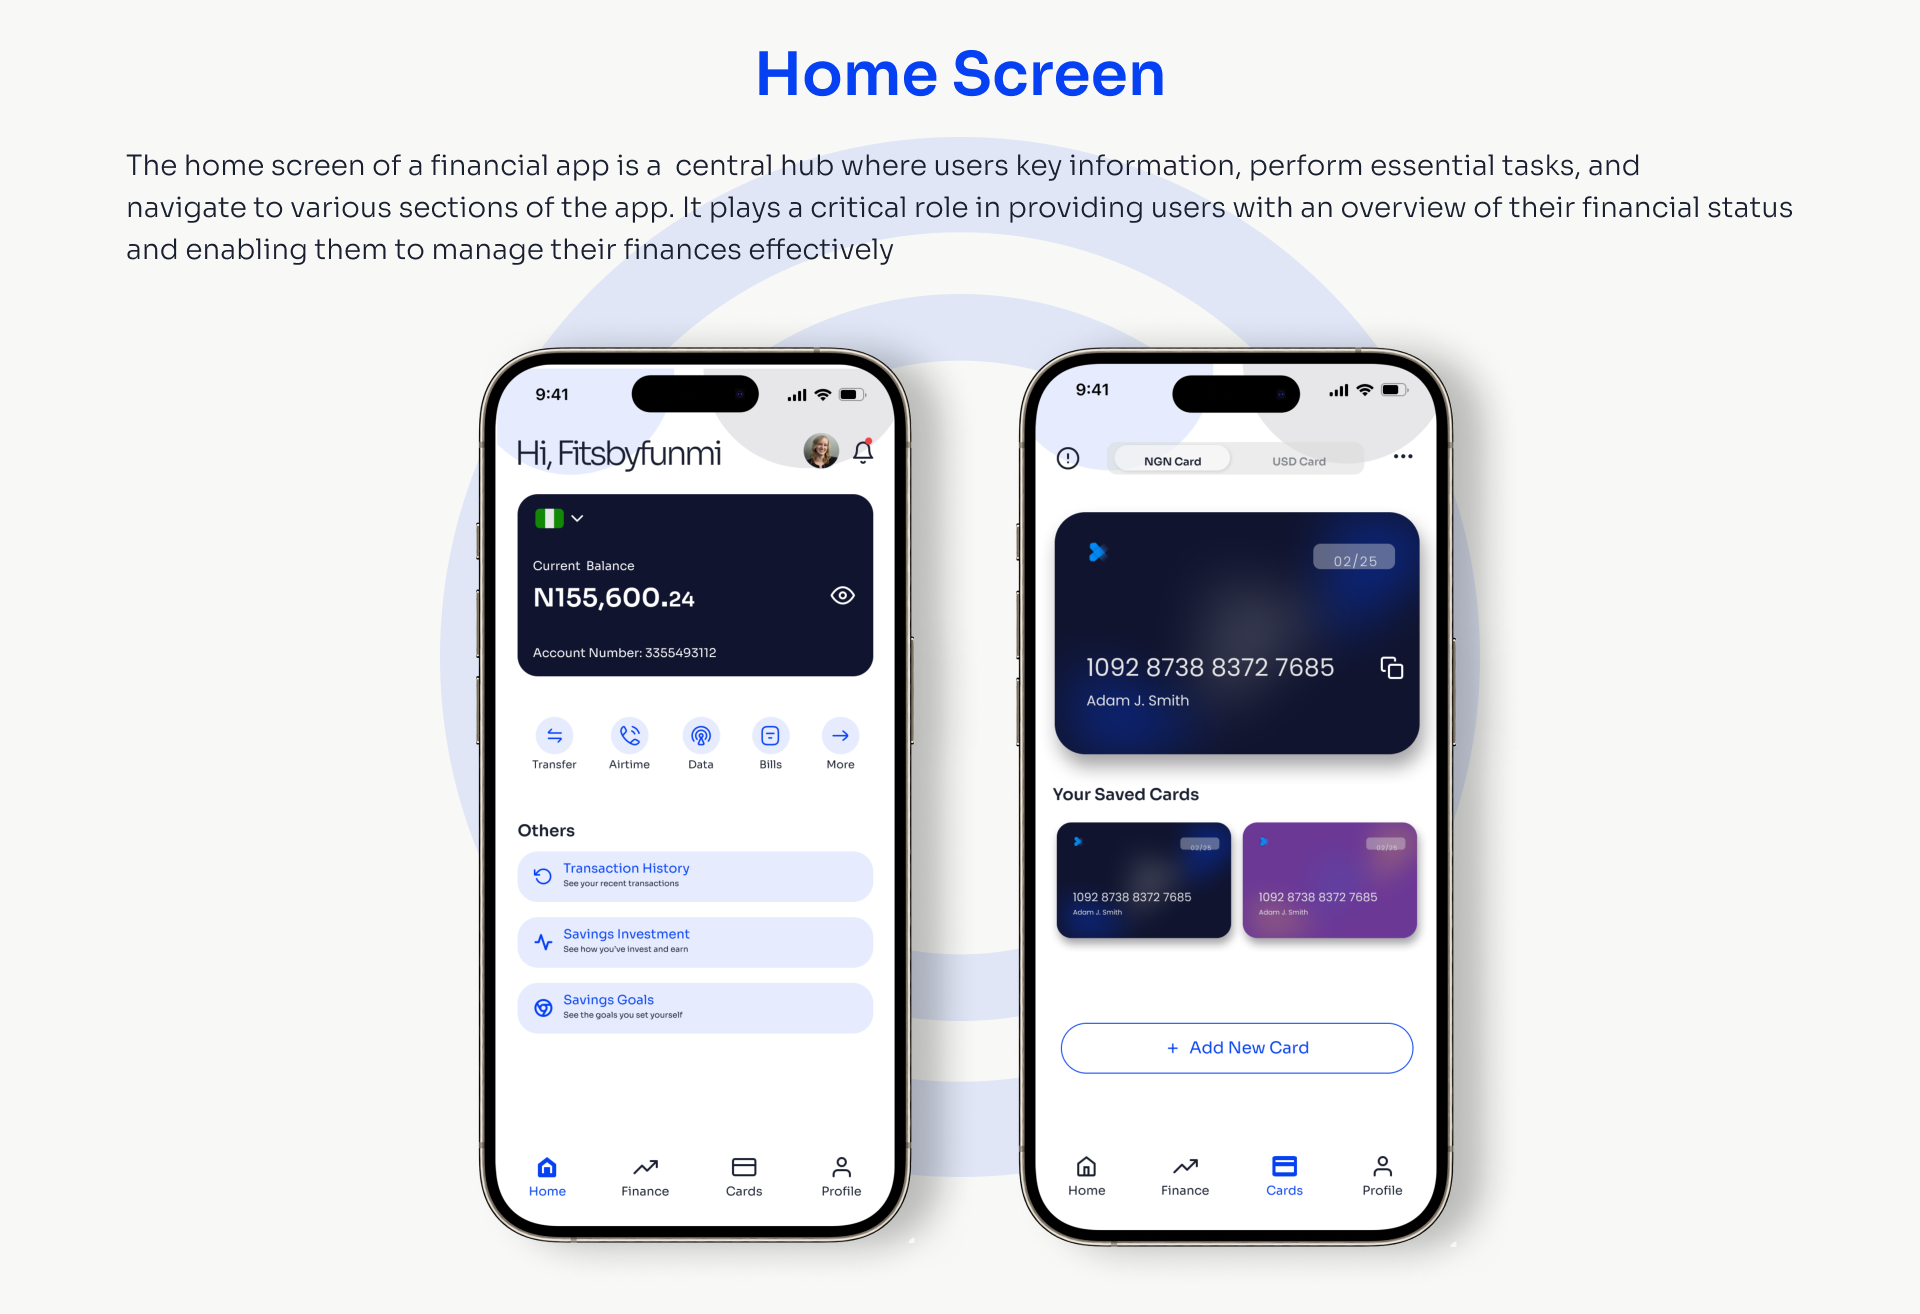 Home Screen
The home screen of a financial app is a  central hub where users key information, perform essential tasks, and
navigate to various sections of the app. It plays a critical role in providing users with an overview of their financial status
and enabling them to manage their finances effectively
9:41
Hi, Fitsbyfunmi
Current  Balance
N155,600.24
Account Number: 3355493112
Transfer Airtime Data Bills More
Others
Transaction History
See your recent transactions
Savings Investment
See how you've invest and earn
Savings Goals
See the goals you set yourself
Home Finance Cards Profile
9:41
NGN Card USD Card
02/25
1092 8738 8372 7685
Adam J. Smith
Your Saved Cards
02/25 02/25
1092 8738 8372 7685 1092 8738 8372 7685
Adam J. Smith Adam J. Smith
+ Add New Card
Home Finance Cards Profile